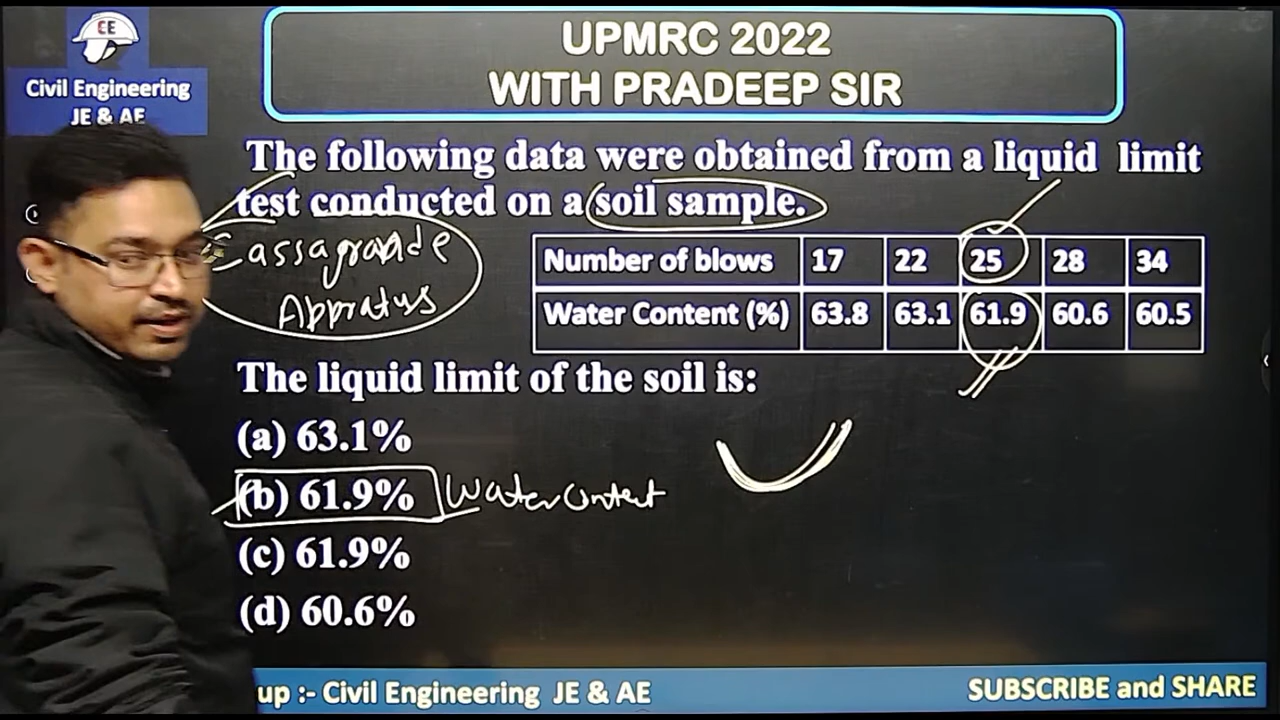 CE
Civil Engineering
JE & AE
UPMRC 2022
WITH PRADEEP SIR
The following data were obtained from a liquid limit
test conducted on a soil sample.
Cassagrande
Appratus
Number of blows 17 22 25 28 34
Water Content (%) 63.8 63.1 61.9 60.6 60.5
The liquid limit of the soil is:
(a) 63.1%
(b) 61.9% Water Content
(c) 61.9%
(d) 60.6%
up :- Civil Engineering JE & AE
SUBSCRIBE and SHARE